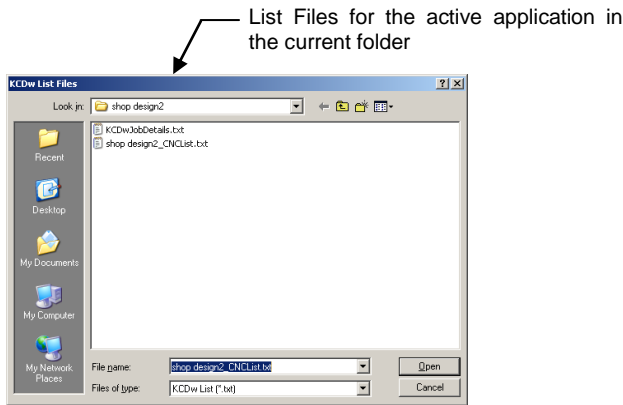 List Files for the active application in
the current folder
KCDw List Files
Look in:
shop design2
KCDwJobDetails.txt
shop design2_CNCList.txt
Recent
Desktop
My Documents
My Computer
My Network
Places
File name:
shop design2_CNCList.txt
Open
Files of type:
KCDw List (*.txt)
Cancel